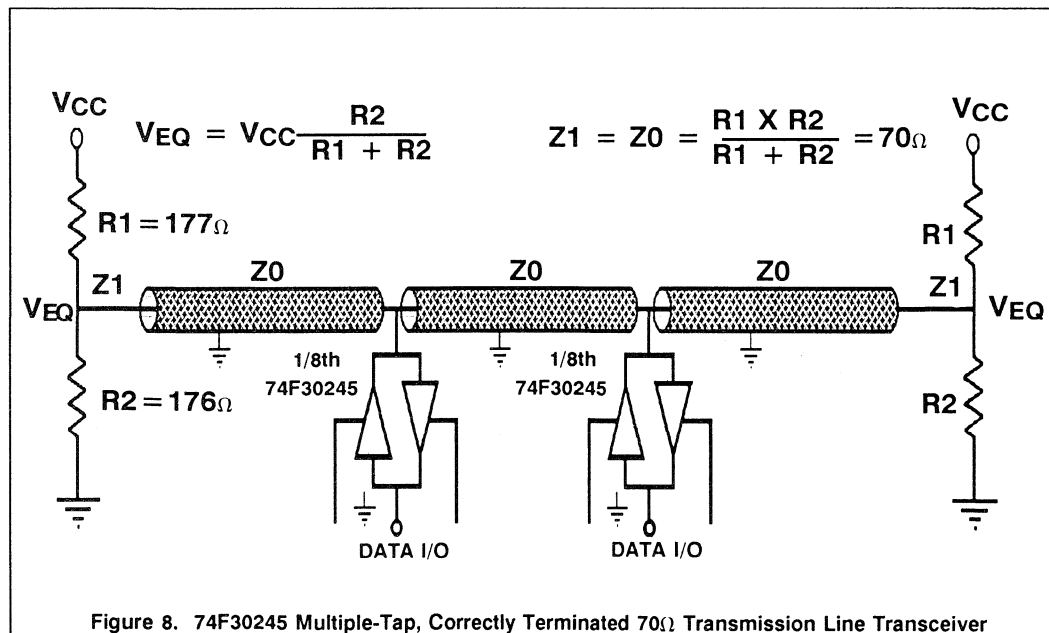 VCC
VEQ = VCC R2 / R1 + R2
Z1 = Z0 = R1 X R2 / R1 + R2 = 70Ω
VCC
R1 = 177Ω
R1
Z1
Z0
Z0
Z0
Z1
VEQ
VEQ
1/8th
74F30245
1/8th
74F30245
R2 = 176Ω
R2
DATA I/O
DATA I/O
Figure 8. 74F30245 Multiple-Tap, Correctly Terminated 70Ω Transmission Line Transceiver